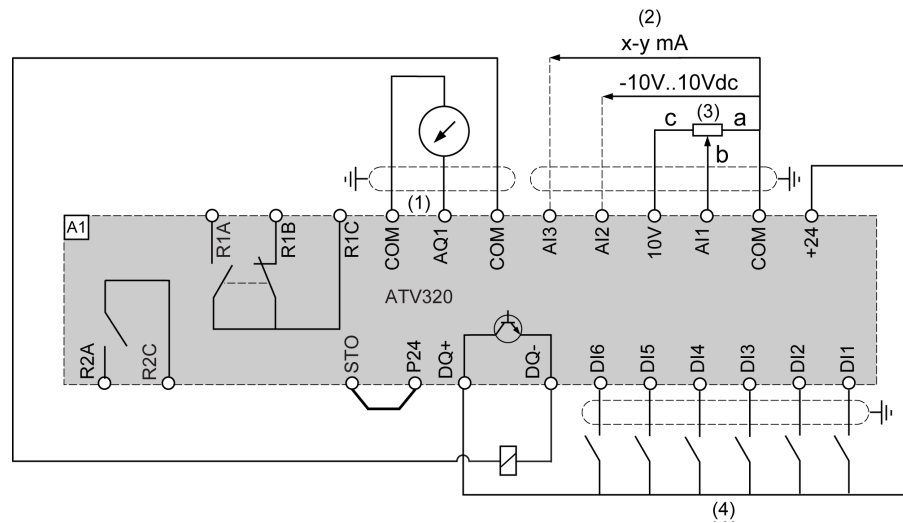 (2)
x-y mA
-10V..10Vdc
(3)
c
a
b
(1)
A1
R1A
R1B
R1C
COM
AQ1
COM
AI3
AI2
10V
AI1
COM
+24
ATV320
R2A
R2C
STO
P24
DQ+
DQ-
DI6
DI5
DI4
DI3
DI2
DI1
(4)